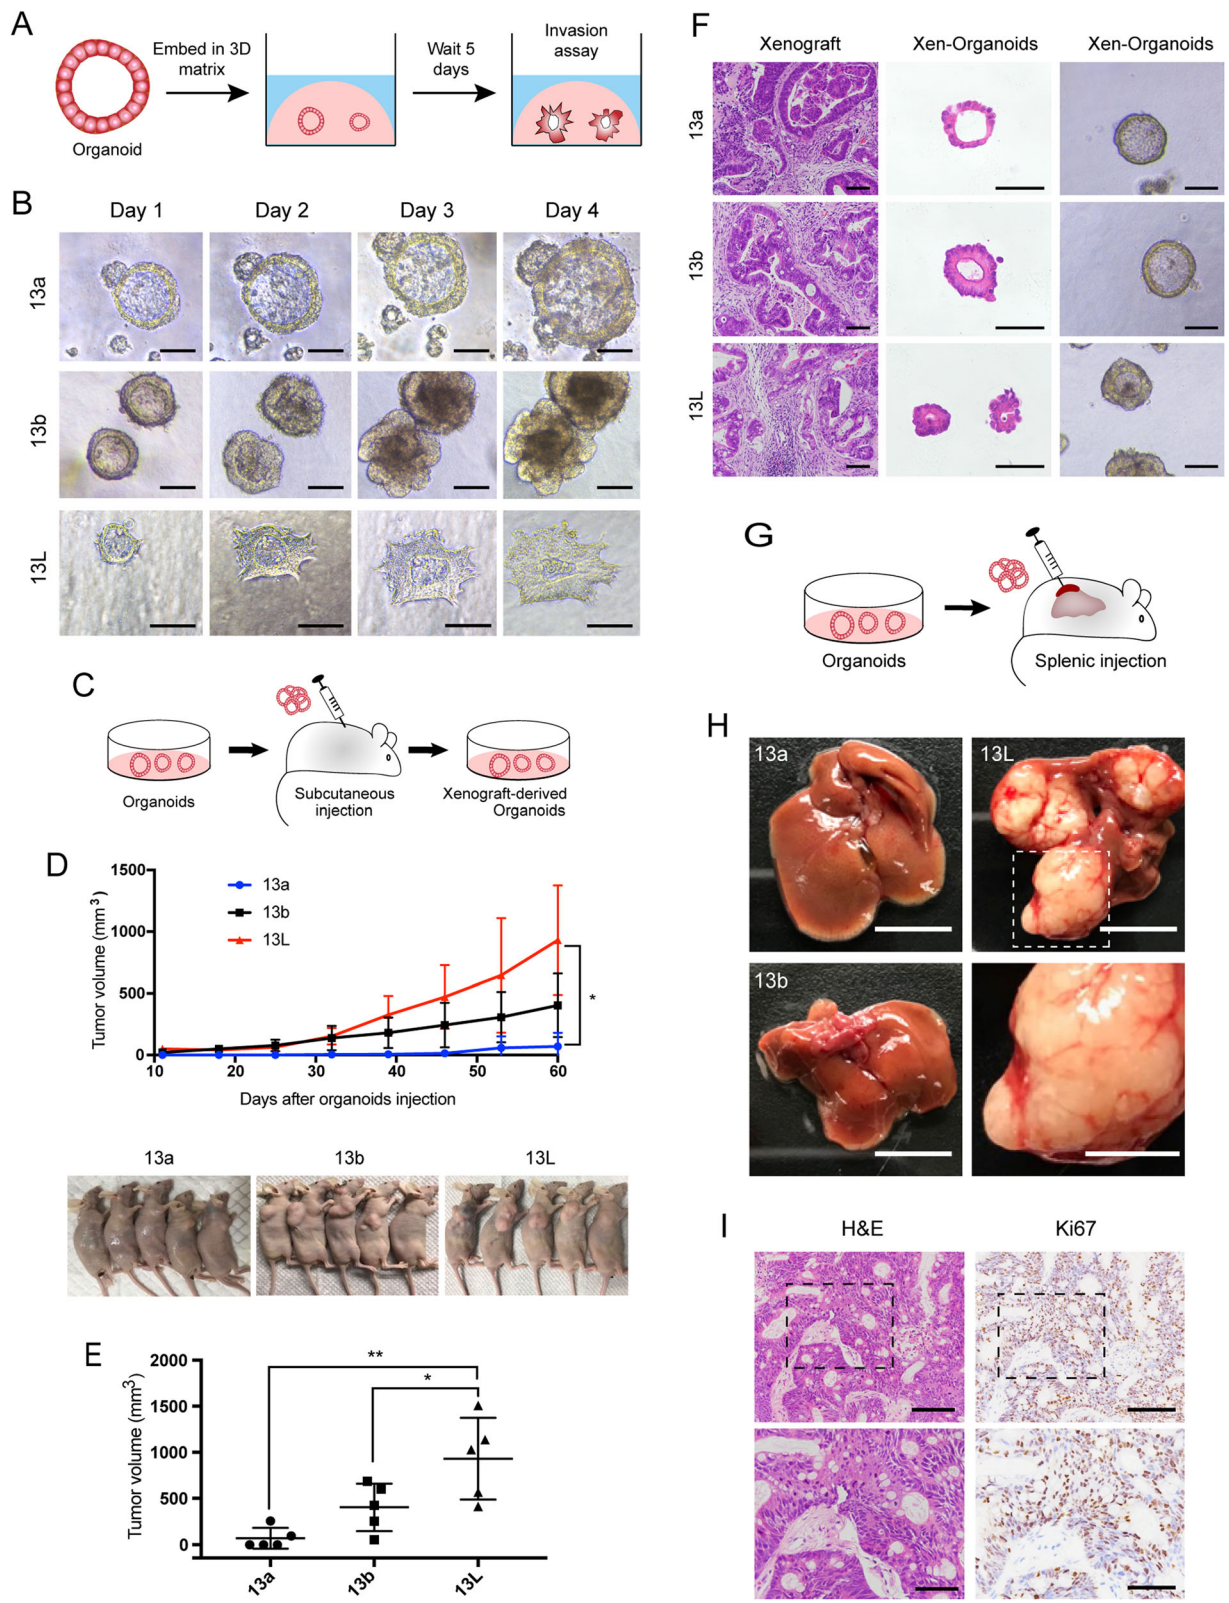 A
Organoid
Embed in 3D
matrix
Wait 5
days
Invasion
assay
B
Day 1
Day 2
Day 3
Day 4
13a
13b
13L
C
Organoids
Subcutaneous
injection
Xenograft-derived
Organoids
D
Tumor volume (mm³)
1500
1000
500
0
13a
13b
13L
*
10
20
30
40
50
60
Days after organoids injection
13a
13b
13L
E
Tumor volume (mm³)
2000
1500
1000
500
0
**
*
13a
13b
13L
F
Xenograft
Xen-Organoids
Xen-Organoids
13a
13b
13L
G
Organoids
Splenic injection
H
13a
13L
13b
I
H&E
Ki67